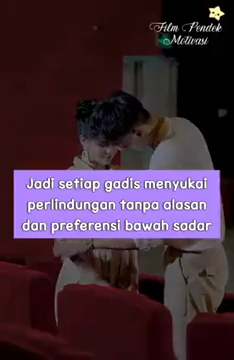 Film Pendek
Motivasi
Jadi setiap gadis menyukai
perlindungan tanpa alasan
dan preferensi bawah sadar